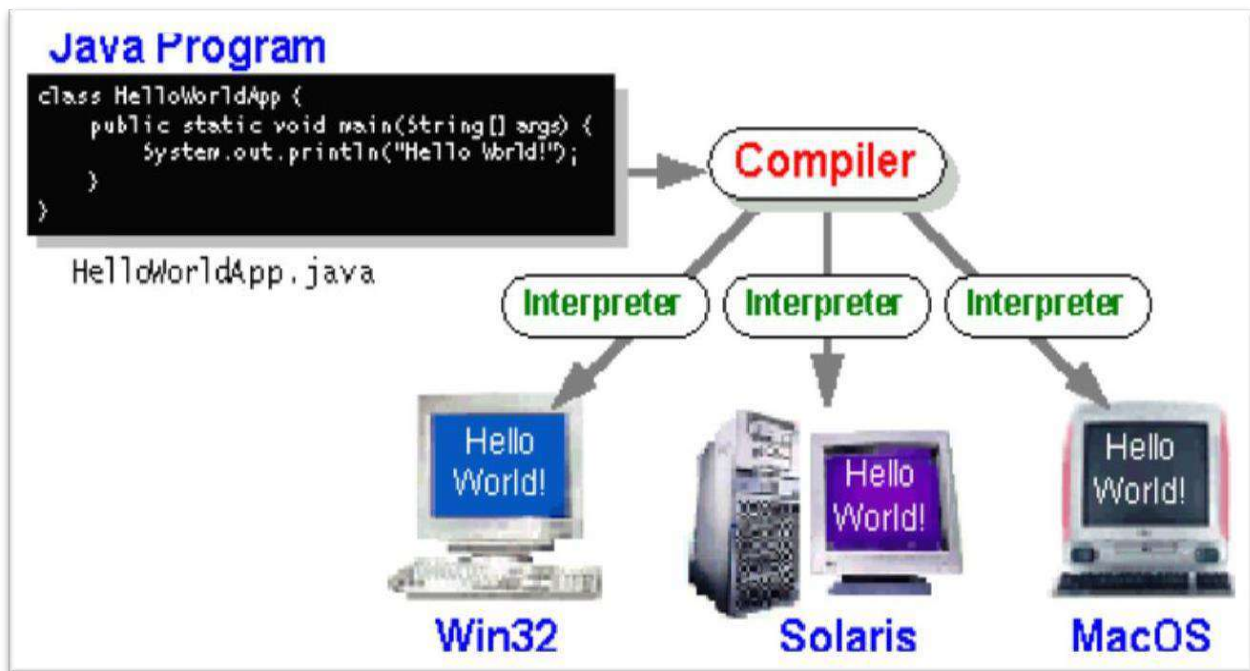 Java Program
class HelloWorldApp {
public static void main(String[] args) {
System.out.println("Hello World!");
}
}
HelloWorldApp.java
Compiler
Interpreter
Interpreter
Interpreter
Hello
World!
Hello
World!
Hello
World!
Win32
Solaris
MacOS